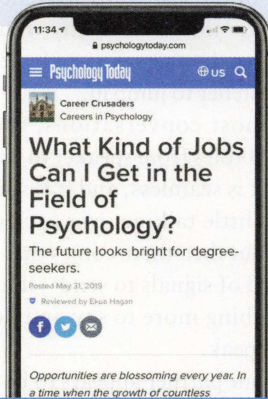 11:34
psychologytoday.com
Psychology Today US
Career Crusaders
Careers in Psychology
What Kind of Jobs
Can I Get in the
Field of
Psychology?
The future looks bright for degree-
seekers.
Posted May 31, 2015
Reviewed by Ekua Hagan
f
Opportunities are blossoming every year. In
a time when the growth of countless